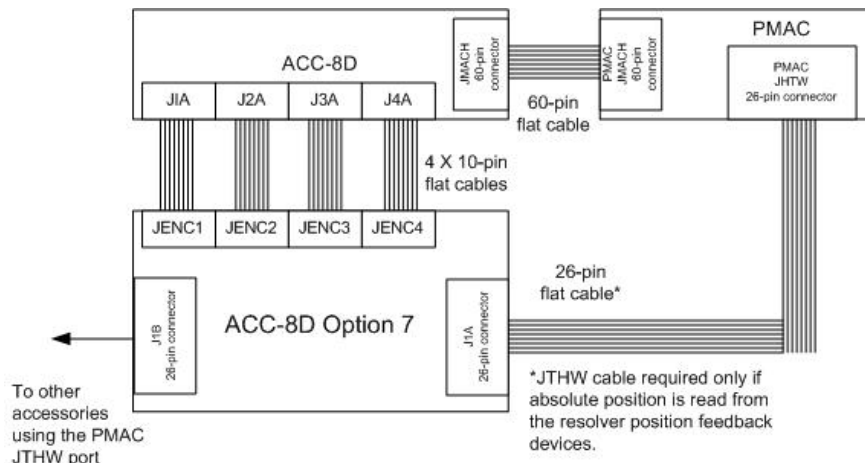 PMAC
ACC-8D
JMACH
60-pin
connector
PMAC
JMACH
60-pin
connector
PMAC
JHTW
26-pin connector
J1A
J2A
J3A
J4A
60-pin
flat cable
4 X 10-pin
flat cables
JENC1
JENC2
JENC3
JENC4
26-pin
flat cable*
J1B
26-pin connector
ACC-8D Option 7
J1A
26-pin connector
*JTHW cable required only if
absolute position is read from
the resolver position feedback
devices.
To other
accessories
using the PMAC
JTHW port